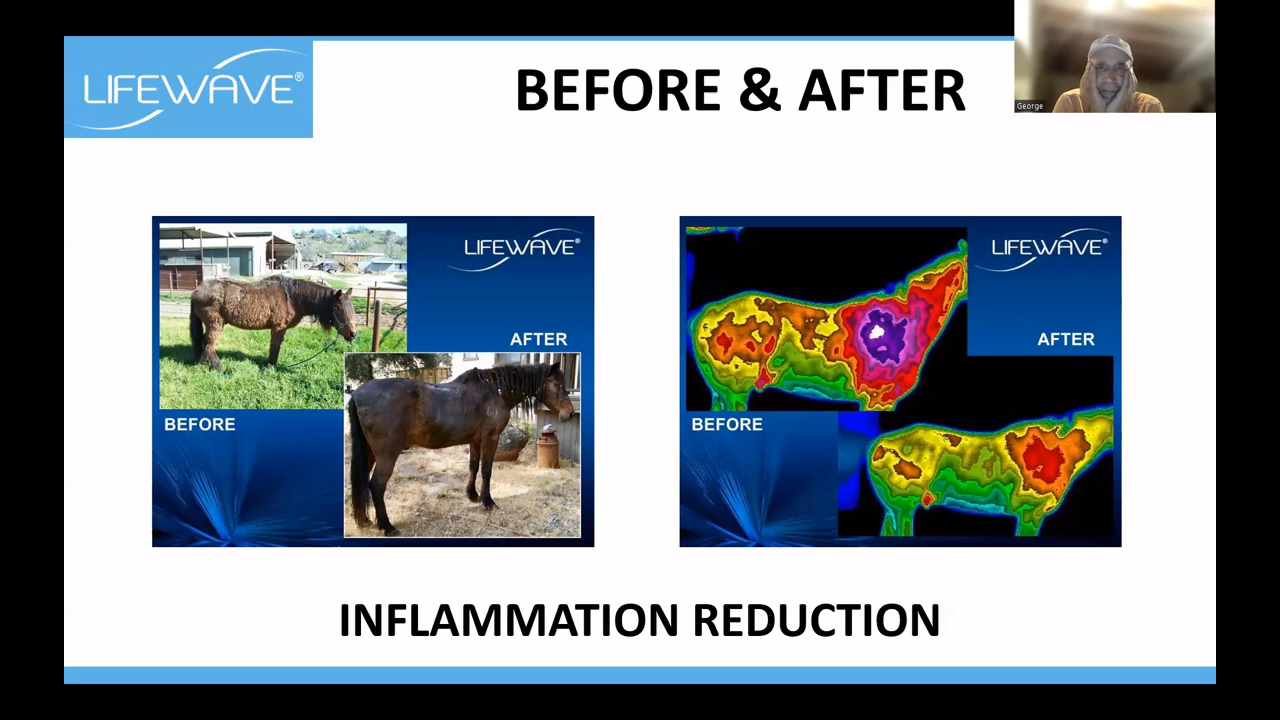 LIFEWAVE®
BEFORE & AFTER
George
LIFEWAVE®
AFTER
BEFORE
LIFEWAVE®
AFTER
BEFORE
INFLAMMATION REDUCTION